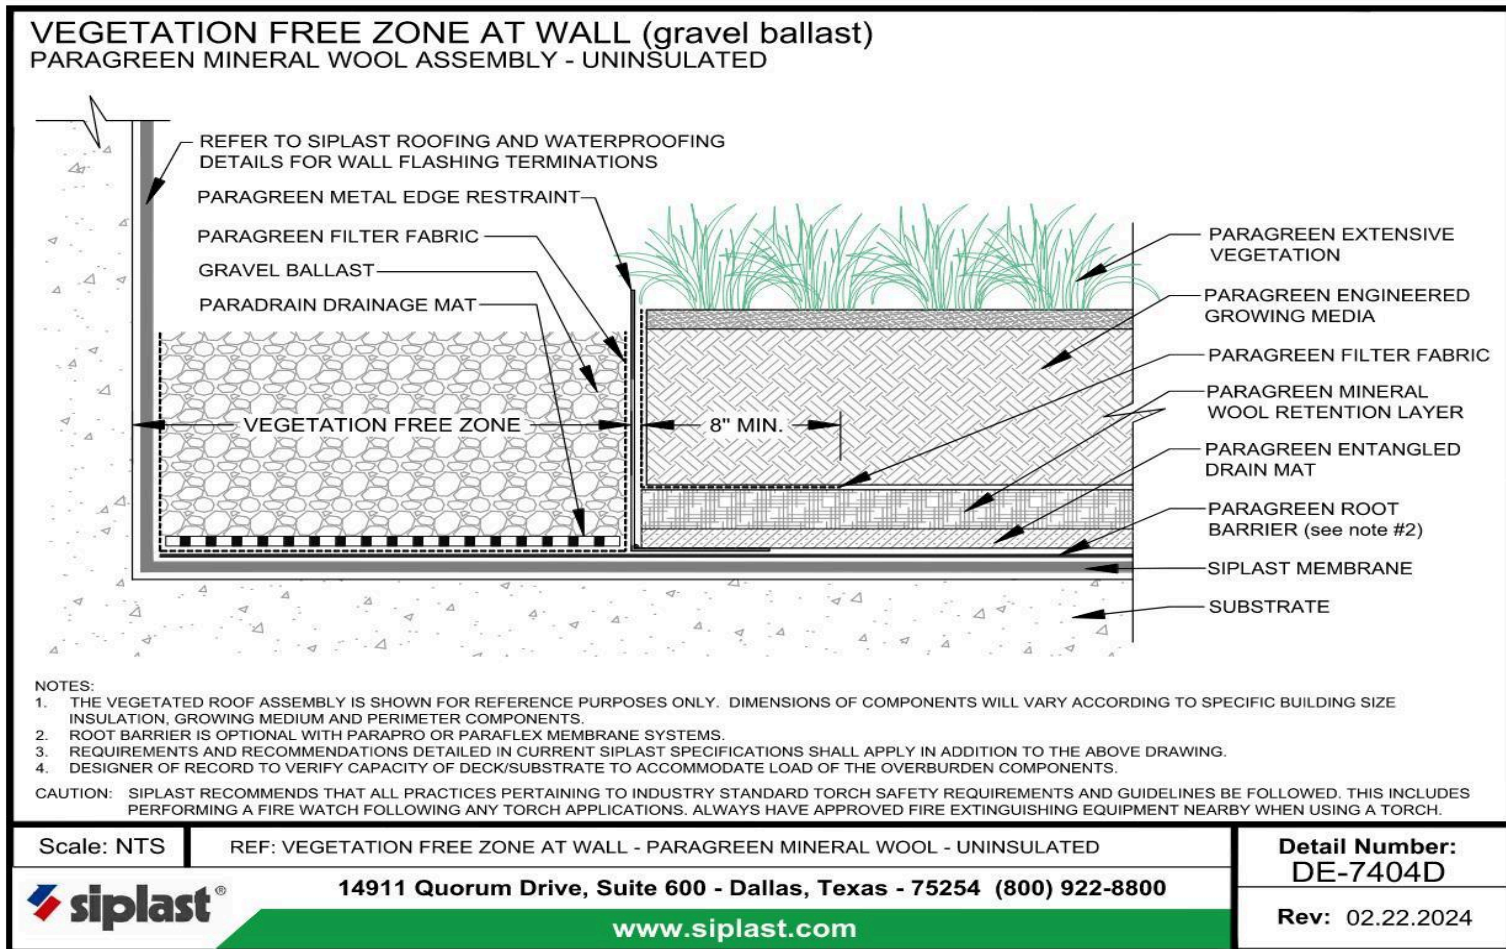 VEGETATION FREE ZONE AT WALL (gravel ballast)
PARAGREEN MINERAL WOOL ASSEMBLY - UNINSULATED
REFER TO SIPLAST ROOFING AND WATERPROOFING
DETAILS FOR WALL FLASHING TERMINATIONS
PARAGREEN METAL EDGE RESTRAINT
PARAGREEN FILTER FABRIC
GRAVEL BALLAST
PARADRAIN DRAINAGE MAT
VEGETATION FREE ZONE
8" MIN.
PARAGREEN EXTENSIVE
VEGETATION
PARAGREEN ENGINEERED
GROWING MEDIA
PARAGREEN FILTER FABRIC
PARAGREEN MINERAL
WOOL RETENTION LAYER
PARAGREEN ENTANGLED
DRAIN MAT
PARAGREEN ROOT
BARRIER (see note #2)
SIPLAST MEMBRANE
SUBSTRATE
NOTES:
1. THE VEGETATED ROOF ASSEMBLY IS SHOWN FOR REFERENCE PURPOSES ONLY. DIMENSIONS OF COMPONENTS WILL VARY ACCORDING TO SPECIFIC BUILDING SIZE
INSULATION, GROWING MEDIUM AND PERIMETER COMPONENTS.
2. ROOT BARRIER IS OPTIONAL WITH PARAPRO OR PARAFLEX MEMBRANE SYSTEMS.
3. REQUIREMENTS AND RECOMMENDATIONS DETAILED IN CURRENT SIPLAST SPECIFICATIONS SHALL APPLY IN ADDITION TO THE ABOVE DRAWING.
4. DESIGNER OF RECORD TO VERIFY CAPACITY OF DECK/SUBSTRATE TO ACCOMMODATE LOAD OF THE OVERBURDEN COMPONENTS.
CAUTION: SIPLAST RECOMMENDS THAT ALL PRACTICES PERTAINING TO INDUSTRY STANDARD TORCH SAFETY REQUIREMENTS AND GUIDELINES BE FOLLOWED. THIS INCLUDES
PERFORMING A FIRE WATCH FOLLOWING ANY TORCH APPLICATIONS. ALWAYS HAVE APPROVED FIRE EXTINGUISHING EQUIPMENT NEARBY WHEN USING A TORCH.
Scale: NTS
REF: VEGETATION FREE ZONE AT WALL - PARAGREEN MINERAL WOOL - UNINSULATED
Detail Number:
DE-7404D
siplast®
14911 Quorum Drive, Suite 600 - Dallas, Texas - 75254 (800) 922-8800
www.siplast.com
Rev: 02.22.2024